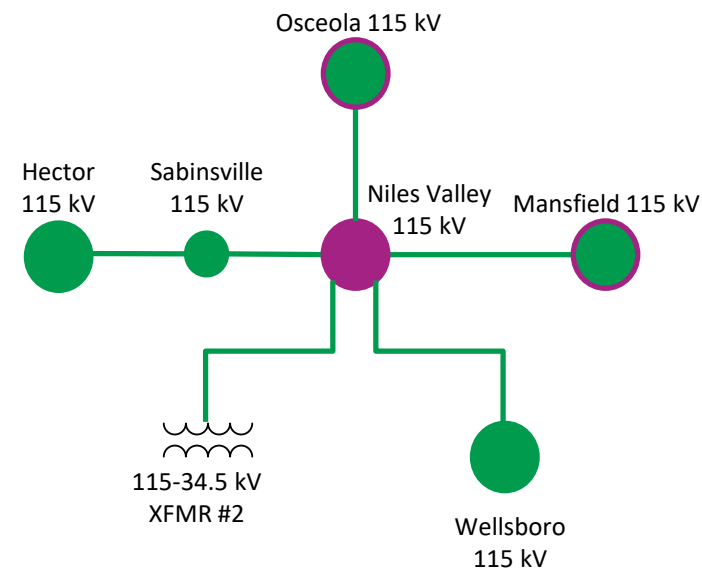 Osceola 115 kV
Hector
115 kV
Sabinsville
115 kV
Niles Valley
115 kV
Mansfield 115 kV
115-34.5 kV
XFMR #2
Wellsboro
115 kV